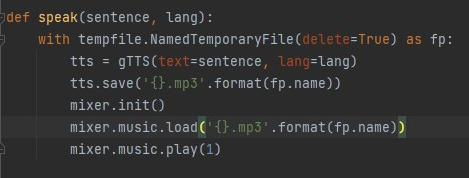 def speak(sentence, lang):
    with tempfile.NamedTemporaryFile(delete=True) as fp:
        tts = gTTS(text=sentence, lang=lang)
        tts.save('{}.mp3'.format(fp.name))
        mixer.init()
        mixer.music.load('{}.mp3'.format(fp.name))
        mixer.music.play(1)